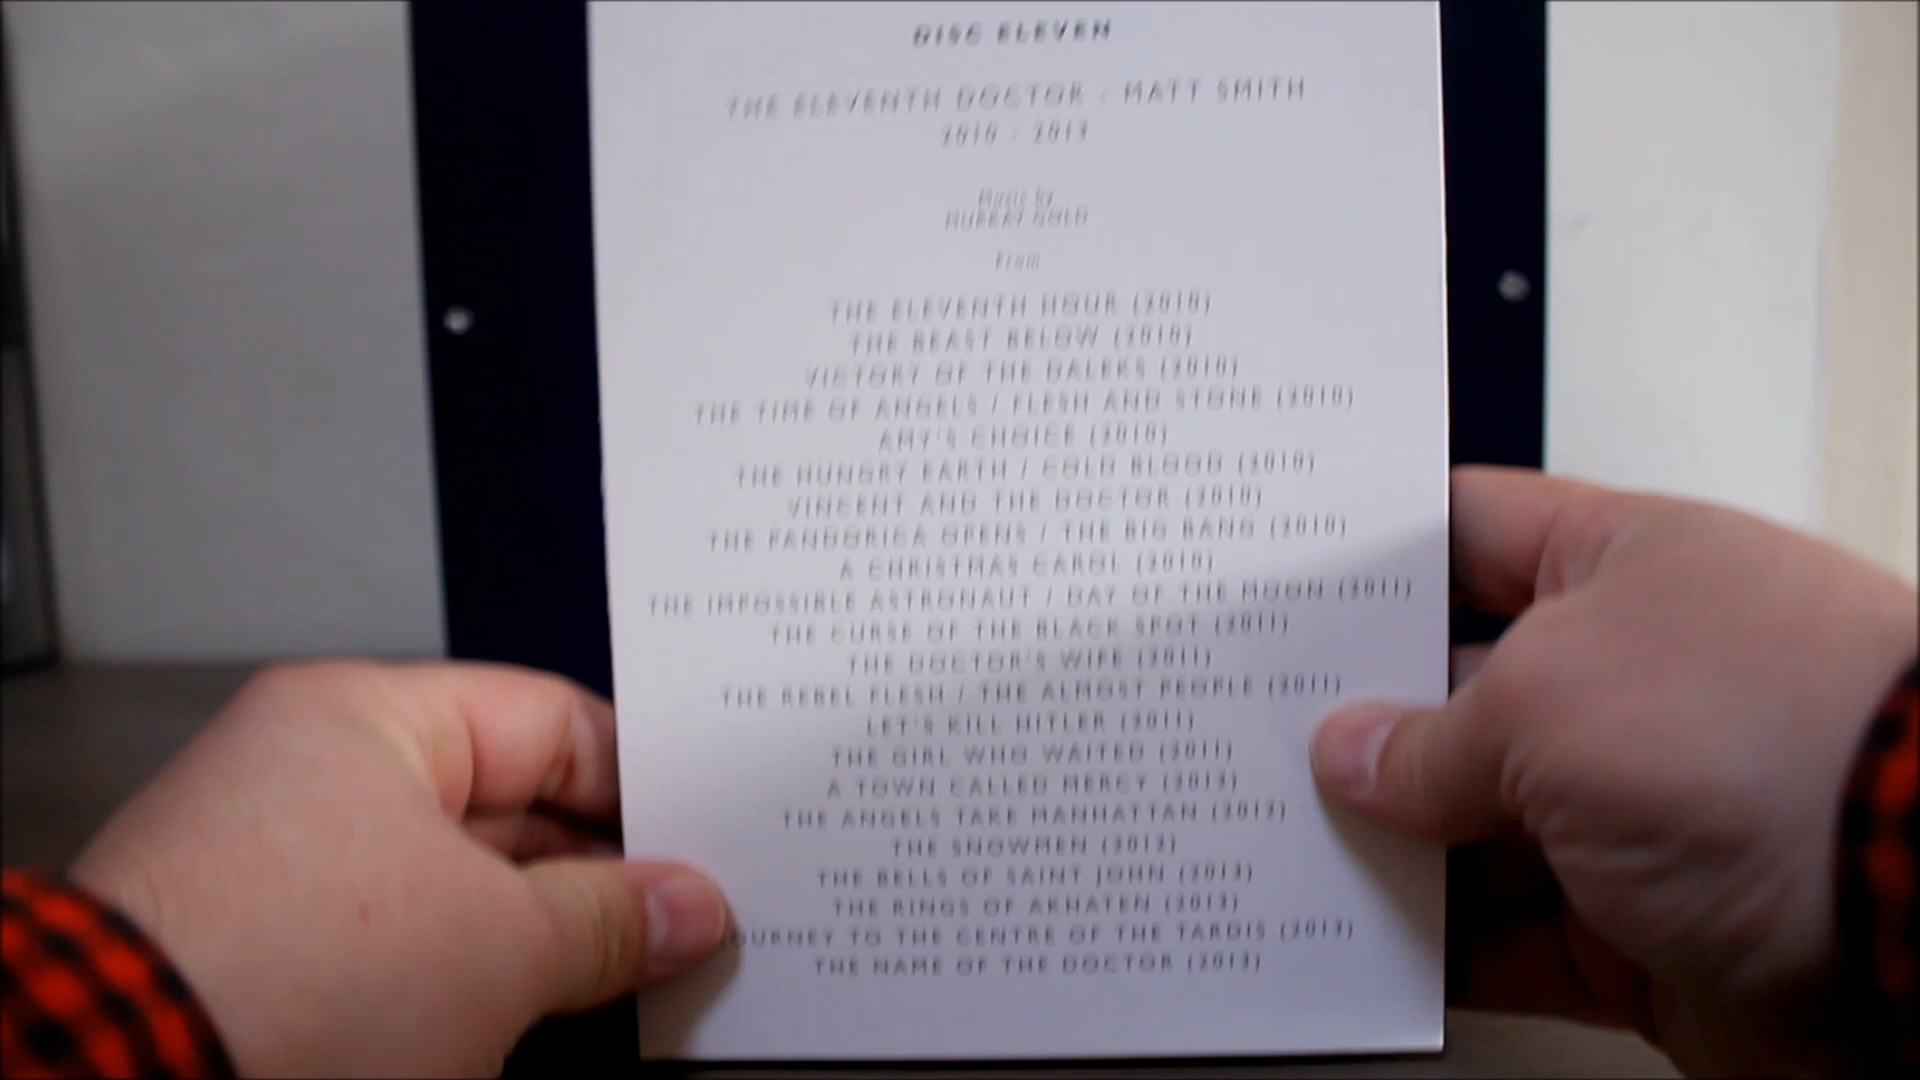 DISC ELEVEN
THE ELEVENTH DOCTOR - MATT SMITH
2010 - 2013
Music by
MURRAY GOLD
From
THE ELEVENTH HOUR (2010)
THE BEAST BELOW (2010)
VICTORY OF THE DALEKS (2010)
THE TIME OF ANGELS / FLESH AND STONE (2010)
AMY'S CHOICE (2010)
THE HUNGRY EARTH / COLD BLOOD (2010)
VINCENT AND THE DOCTOR (2010)
THE PANDORICA OPENS / THE BIG BANG (2010)
A CHRISTMAS CAROL (2010)
THE IMPOSSIBLE ASTRONAUT / DAY OF THE MOON (2011)
THE CURSE OF THE BLACK SPOT (2011)
THE DOCTOR'S WIFE (2011)
THE REBEL FLESH / THE ALMOST PEOPLE (2011)
LET'S KILL HITLER (2011)
THE GIRL WHO WAITED (2011)
A TOWN CALLED MERCY (2012)
THE ANGELS TAKE MANHATTAN (2012)
THE SNOWMEN (2012)
THE BELLS OF SAINT JOHN (2013)
THE RINGS OF AKHATEN (2013)
JOURNEY TO THE CENTRE OF THE TARDIS (2013)
THE NAME OF THE DOCTOR (2013)